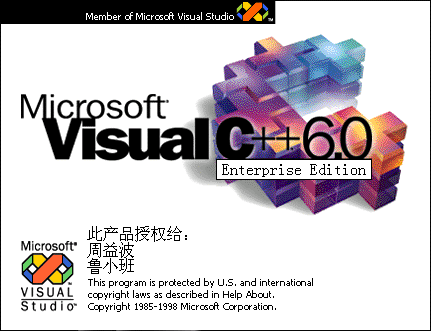 Member of Microsoft Visual Studio
Microsoft®
Visual C++ 6.0
Enterprise Edition
此产品授权给：
周益波
鲁小班
Microsoft®
VISUAL
Studio™
This program is protected by U.S. and international
copyright laws as described in Help About.
Copyright 1985-1998 Microsoft Corporation.